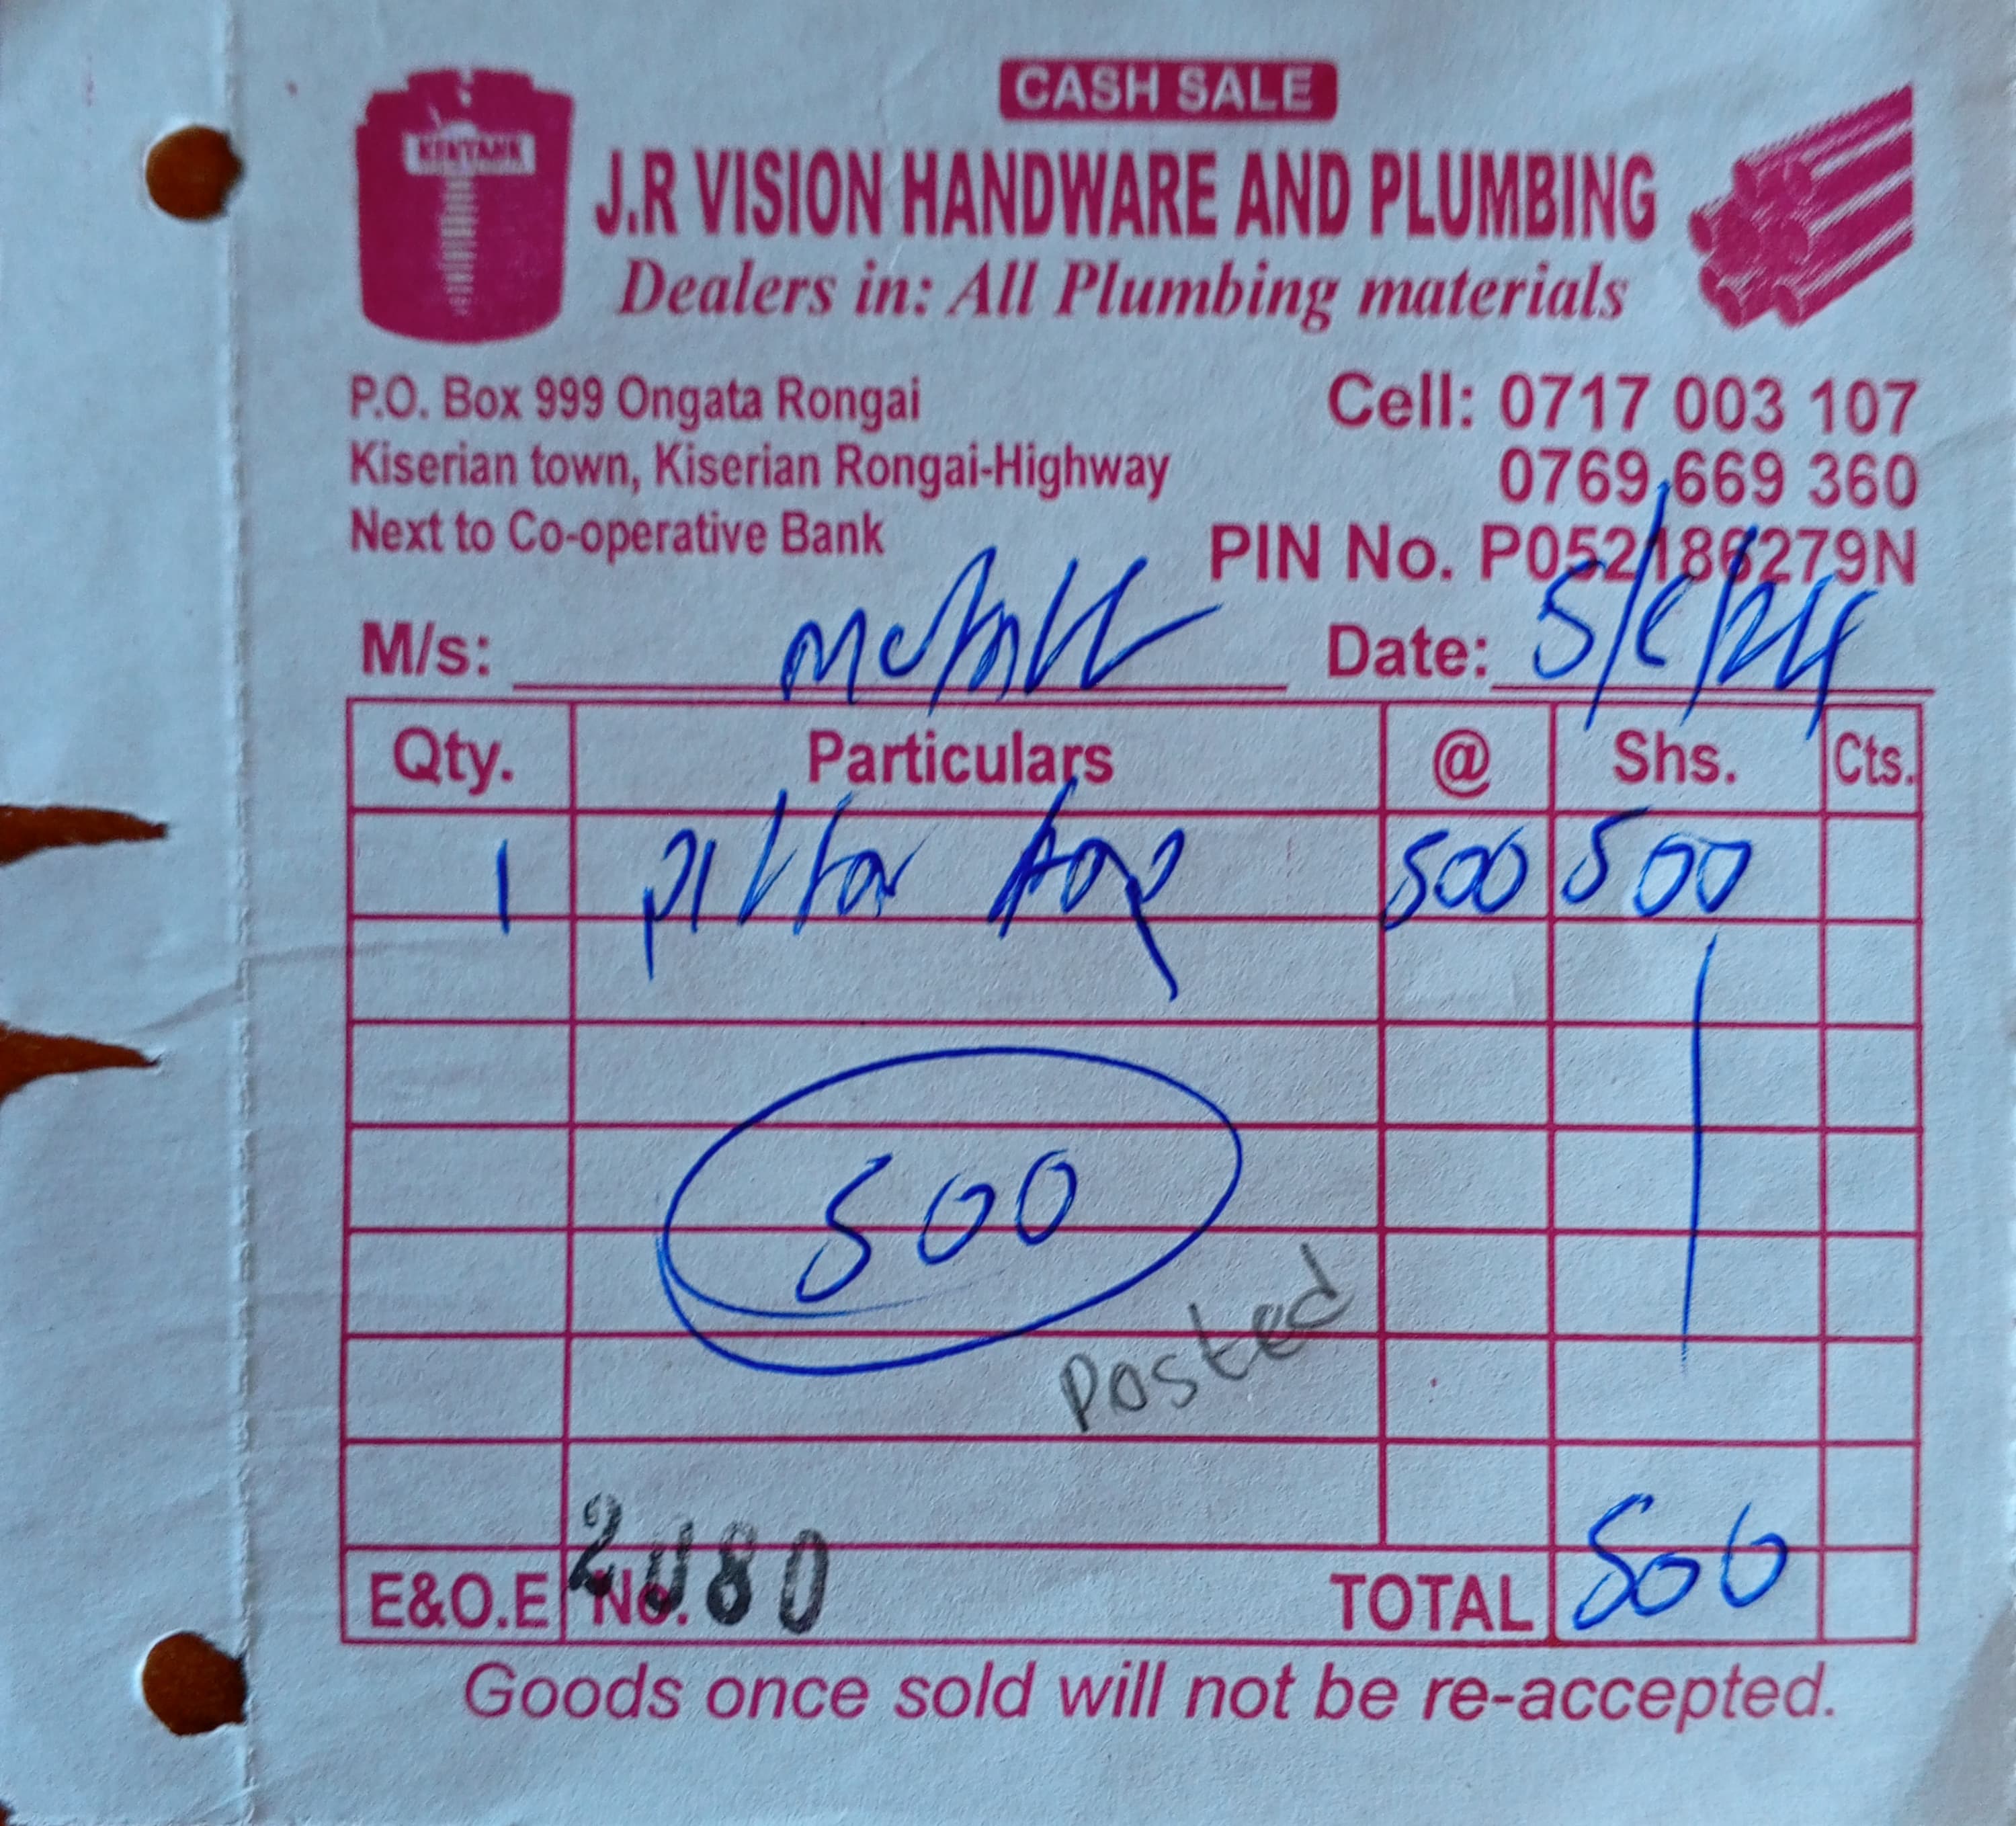 CASH SALE
KENTANK
J.R VISION HANDWARE AND PLUMBING
Dealers in: All Plumbing materials
P.O. Box 999 Ongata Rongai
Kiserian town, Kiserian Rongai-Highway
Next to Co-operative Bank
Cell: 0717 003 107
0769 669 360
PIN No. P052186279N
M/s: Date: 5/6/24
Qty. Particulars @ Shs. Cts.
1 pillar tap 500 500
500
Posted
E&O.E No. 2080 TOTAL 500
Goods once sold will not be re-accepted.